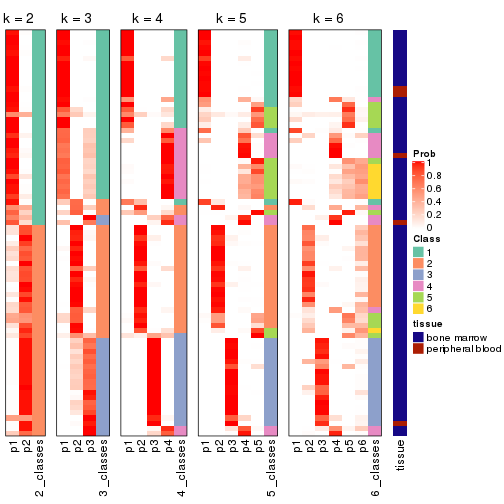 k = 2 k = 3 k = 4 k = 5 k = 6
Prob
1
0.8
0.6
0.4
0.2
0
Class
1
2
3
4
5
6
tissue
bone marrow
peripheral blood
p1 p2 2_classes p1 p2 p3 3_classes p1 p2 p3 p4 4_classes p1 p2 p3 p4 p5 5_classes p1 p2 p3 p4 p5 p6 6_classes tissue